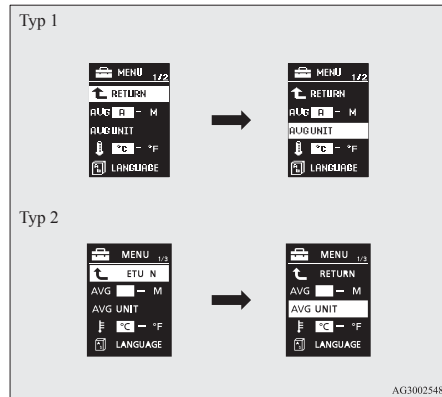 Typ 1
MENU 1/2
RETURN
AVG A - M
AVG UNIT
°C - °F
LANGUAGE
MENU 1/2
RETURN
AVG A - M
AVG UNIT
°C - °F
LANGUAGE
Typ 2
MENU 1/3
ETU N
AVG - M
AVG UNIT
°C - °F
LANGUAGE
MENU 1/3
RETURN
AVG - M
AVG UNIT
°C - °F
LANGUAGE
AG3002548